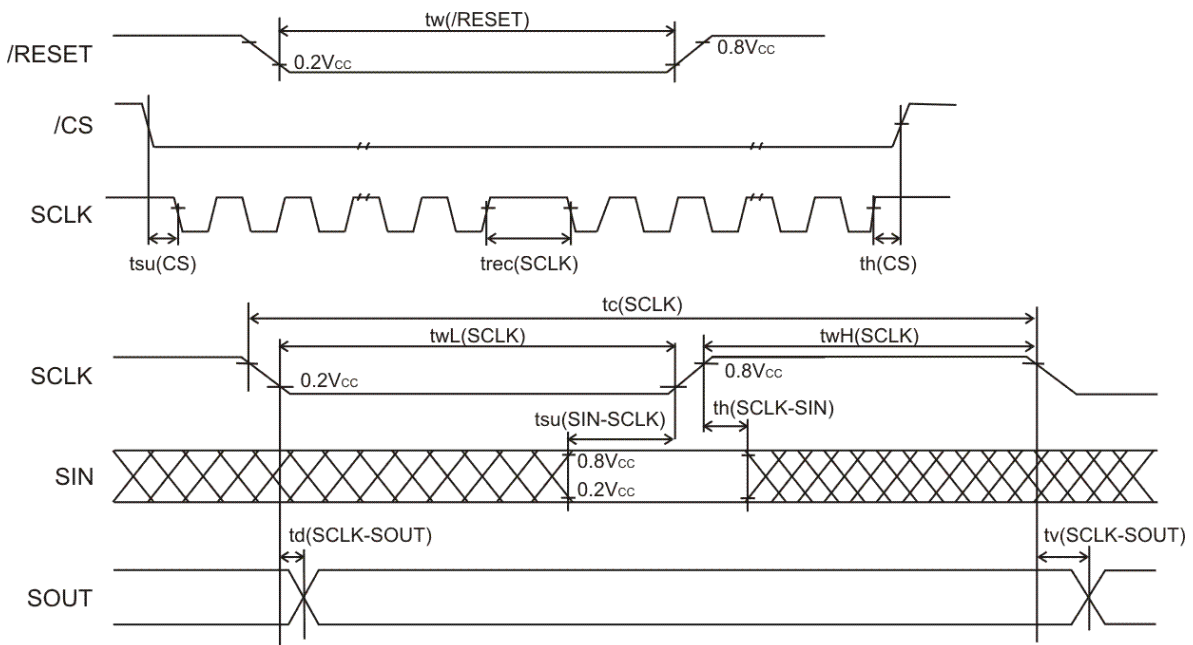 tw(/RESET)
/RESET
0.2Vcc
0.8Vcc
/CS
SCLK
tsu(CS)
trec(SCLK)
th(CS)
tc(SCLK)
twL(SCLK)
twH(SCLK)
SCLK
0.2Vcc
0.8Vcc
tsu(SIN-SCLK)
th(SCLK-SIN)
SIN
0.8Vcc
0.2Vcc
td(SCLK-SOUT)
tv(SCLK-SOUT)
SOUT